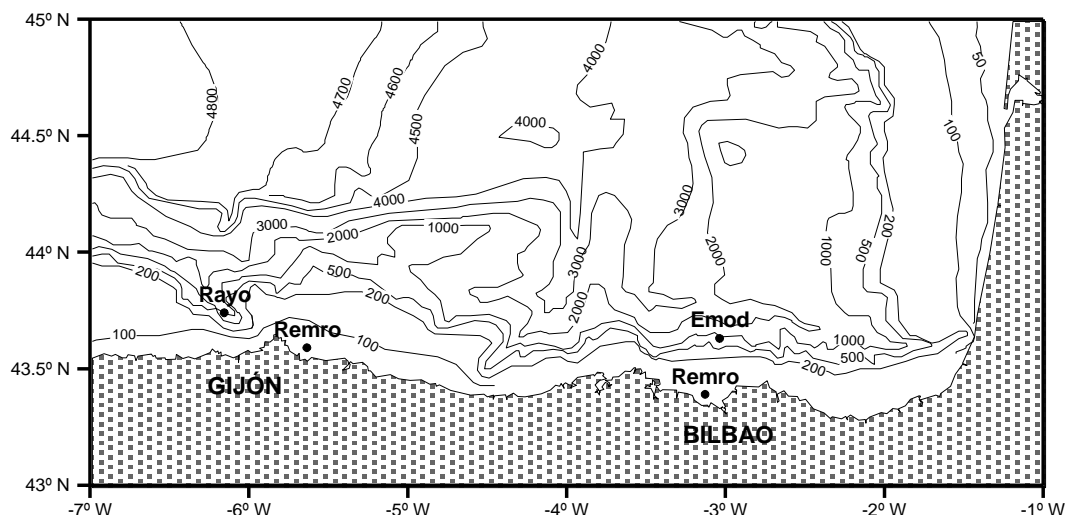 45º N
50
4000
4600
4700
4800
4500
4000
100
44.5º N
3000
4000
200
3000
1000
2000
44º N
1000
2000
500
3000
500
200
200
Rayo
2000
Emod
Remro
100
100
1000
500
43.5º N
200
Remro
GIJÓN
BILBAO
43º N
-7º W
-6º W
-5º W
-4º W
-3º W
-2º W
-1º W